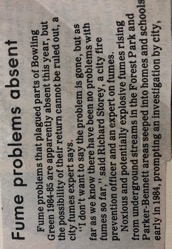 Fume problems absent
Fume problems that plagued parts of Bowling
Green 1984-85 are apparently absent this year, but
the possibility of their return cannot be ruled out, a
city fume expert says.
"I don't want to say the problem is gone, but as
far as we know there have been no problems with
fumes so far," said Richard Storey, a city fire
prevention officer and an expert on fumes.
Noxious and potentially explosive fumes rising
from underground streams in the Forest Park and
Parker-Bennett areas seeped into homes and schools
early in 1984, prompting an investigation by city,